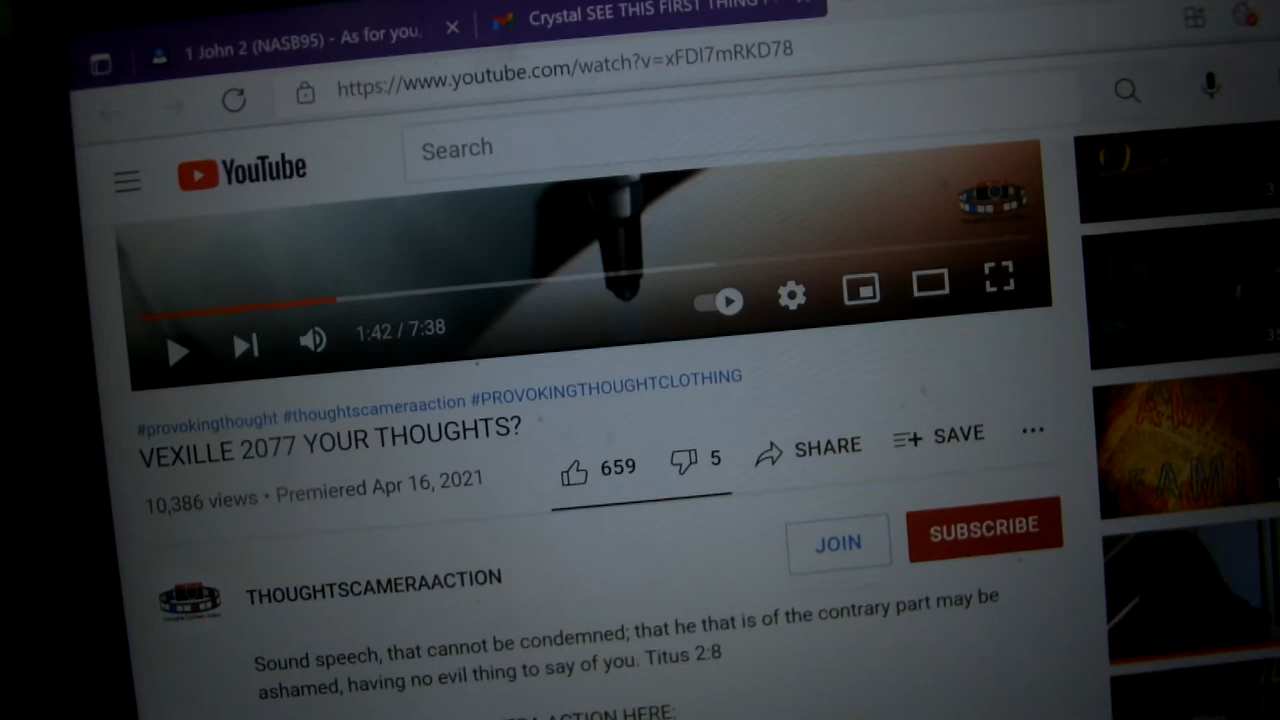 1 John 2 (NASB95) - As for you,
Crystal SEE THIS FIRST THING
https://www.youtube.com/watch?v=xFDI7mRKD78
YouTube
Search
1:42 / 7:38
#provokingthought #thoughtscameraaction #PROVOKINGTHOUGHTCLOTHING
VEXILLE 2077 YOUR THOUGHTS?
10,386 views • Premiered Apr 16, 2021
659
5
SHARE
SAVE
JOIN
SUBSCRIBE
THOUGHTSCAMERAACTION
Sound speech, that cannot be condemned; that he that is of the contrary part may be
ashamed, having no evil thing to say of you. Titus 2:8
ACTION HERE: